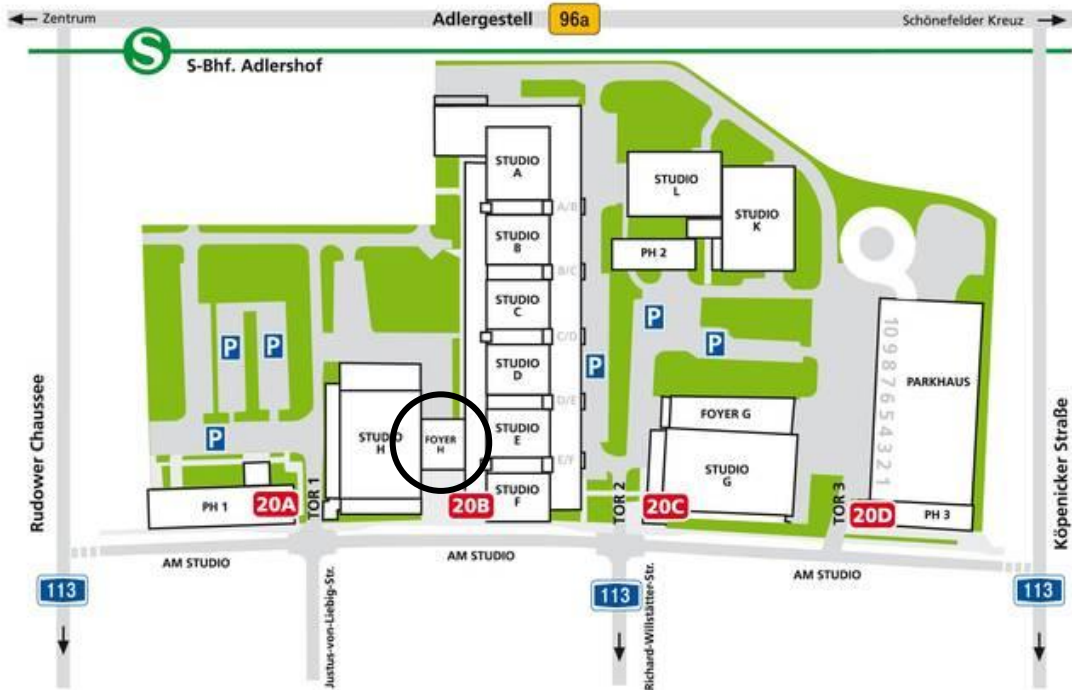 Zentrum
Adlergestell
96a
Schönefelder Kreuz
S
S-Bhf. Adlershof
STUDIO
A
A/B
STUDIO
L
STUDIO
K
STUDIO
B
PH 2
B/C
STUDIO
C
P
P
P
C/D
P
10 9 8 7 6 5 4 3 2 1
STUDIO
D
P
PARKHAUS
Rudower Chaussee
D/E
Köpenicker Straße
P
STUDIO
H
FOYER
H
STUDIO
E
FOYER G
E/F
STUDIO
G
STUDIO
F
PH 1
20A
TOR 1
20B
TOR 2
20C
TOR 3
20D
PH 3
AM STUDIO
AM STUDIO
AM STUDIO
113
Justus-von-Liebig-Str.
113
Richard-Willstätter-Str.
113